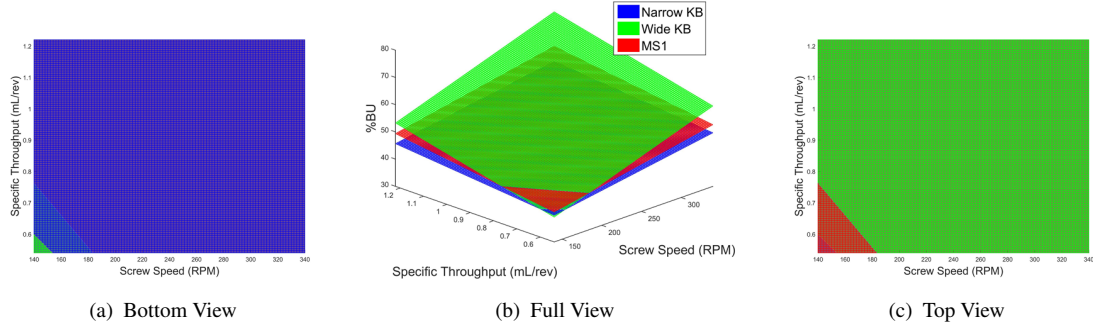 1.2
1.1
1
0.9
0.8
0.7
0.6
Specific Throughput (mL/rev)
140 160 180 200 220 240 260 280 300 320 340
Screw Speed (RPM)
(a) Bottom View
Narrow KB
Wide KB
MS1
80
70
60
50
40
30
%BU
1.2
1.1
1
0.9
0.8
0.7
0.6
150
200
250
300
Screw Speed (RPM)
Specific Throughput (mL/rev)
(b) Full View
1.2
1.1
1
0.9
0.8
0.7
0.6
Specific Throughput (mL/rev)
140 160 180 200 220 240 260 280 300 320 340
Screw Speed (RPM)
(c) Top View